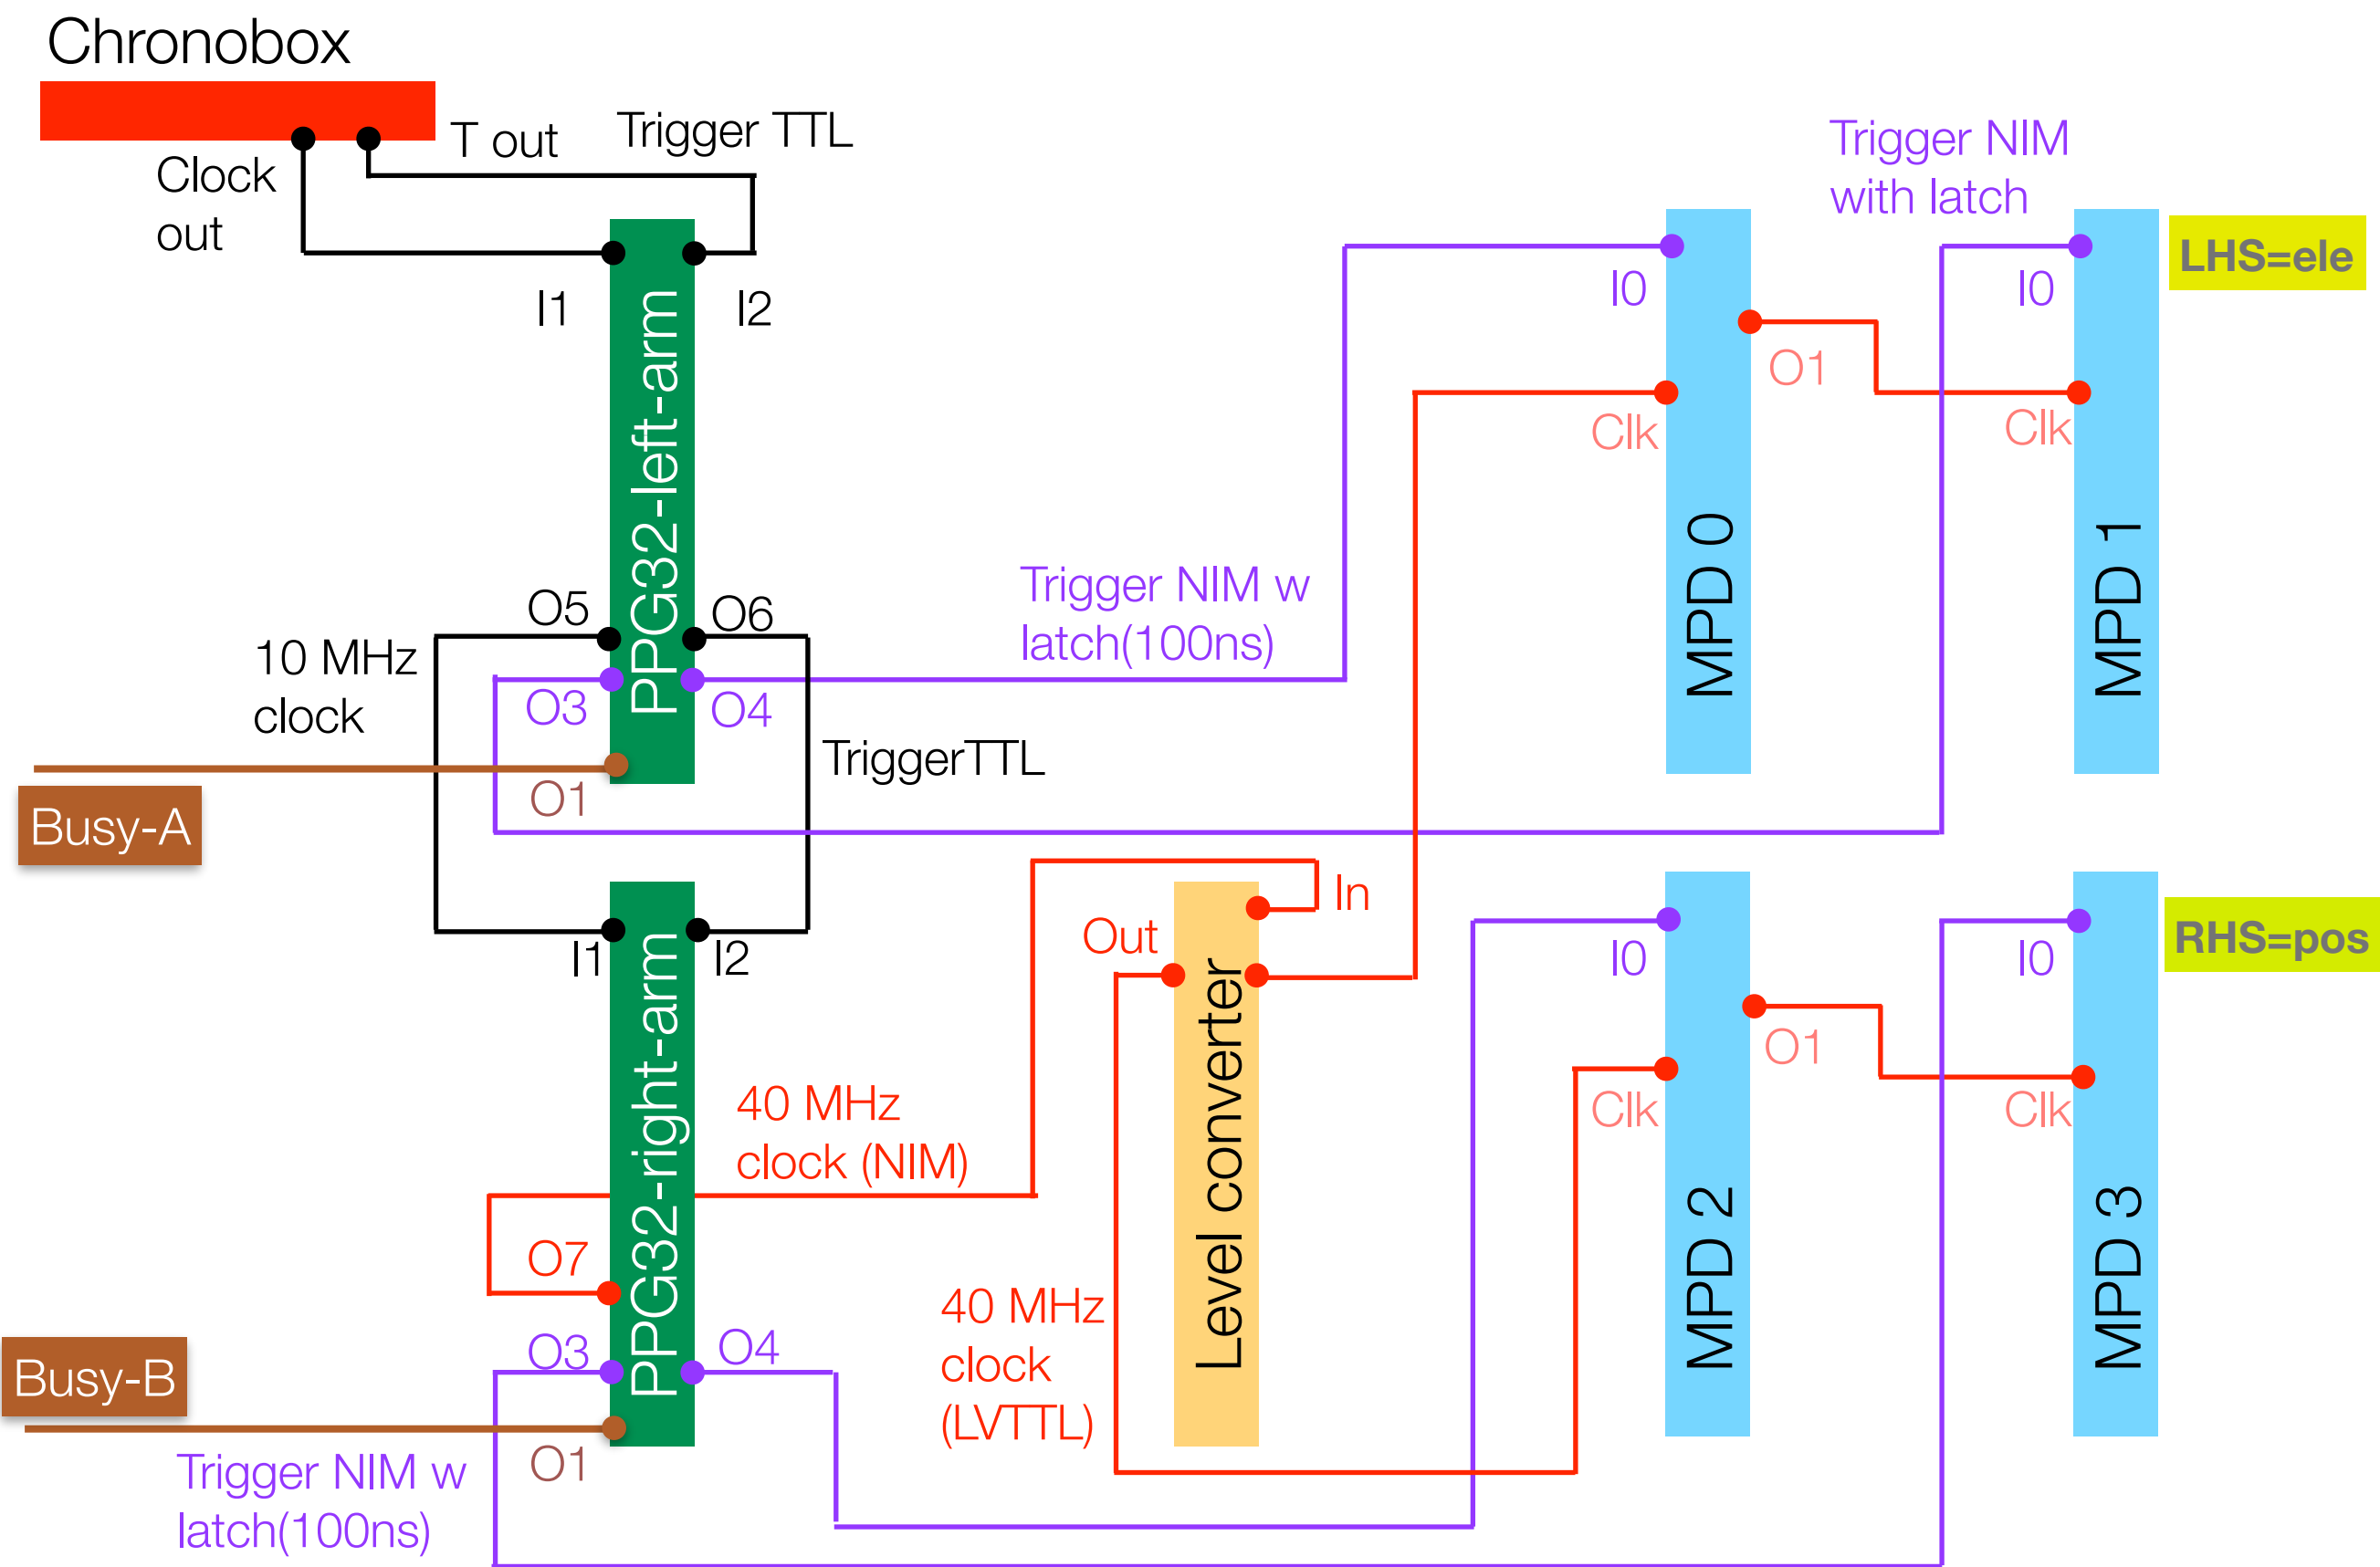 Chronobox
T out
Trigger TTL
Clock
out
Trigger NIM
with latch
LHS=ele
I1
I2
I0
I0
PPG32-left-arm
O1
Clk
Clk
MPD 0
MPD 1
O5
O6
10 MHz
clock
Trigger NIM w
latch(100ns)
O3
O4
TriggerTTL
O1
Busy-A
In
Out
I1
I2
I0
I0
RHS=pos
PPG32-right-arm
Level converter
O1
Clk
Clk
MPD 2
MPD 3
40 MHz
clock (NIM)
O7
40 MHz
clock
(LVTTL)
O3
O4
Busy-B
O1
Trigger NIM w
latch(100ns)